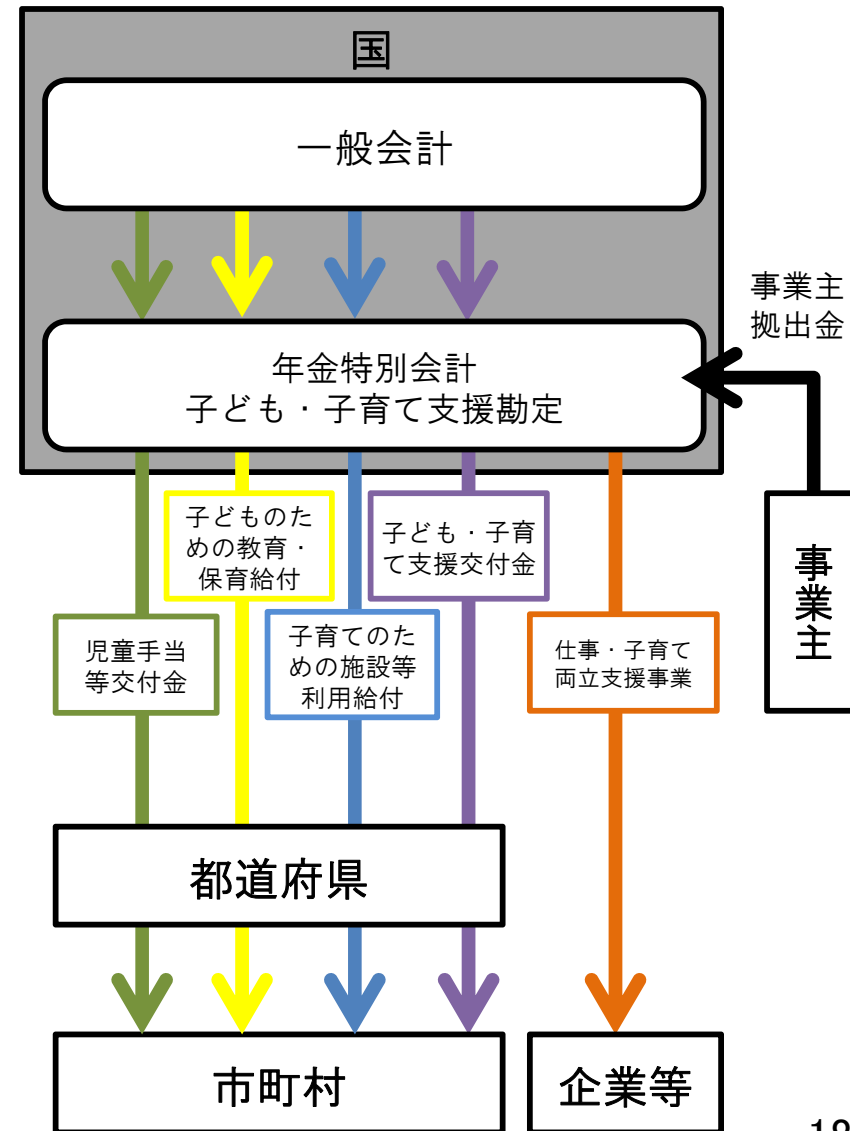 国
一般会計
事業主
拠出金
年金特別会計
子ども・子育て支援勘定
子どものた
めの教育・
保育給付
子ども・子育
て支援交付金
事業主
児童手当
等交付金
子育てのた
めの施設等
利用給付
仕事・子育て
両立支援事業
都道府県
市町村
企業等